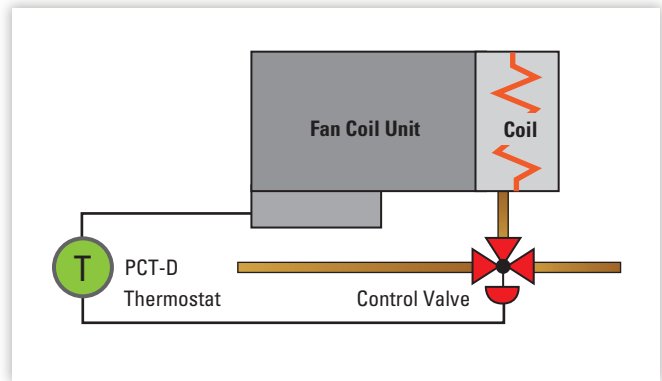 Fan Coil Unit
Coil
T
PCT-D
Thermostat
Control Valve